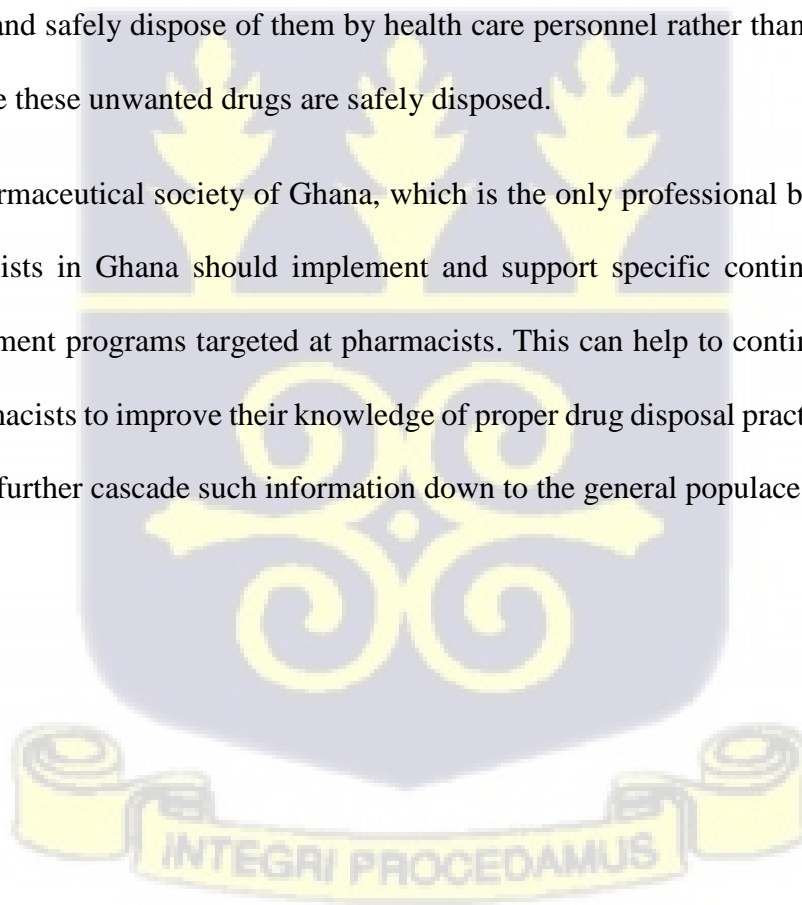 and safely dispose of them by health care personnel rather than
e these unwanted drugs are safely disposed.
rmaceutical society of Ghana, which is the only professional b
ists in Ghana should implement and support specific contin
ment programs targeted at pharmacists. This can help to contin
nacists to improve their knowledge of proper drug disposal pract
further cascade such information down to the general populace
INTEGRI PROCEDAMUS